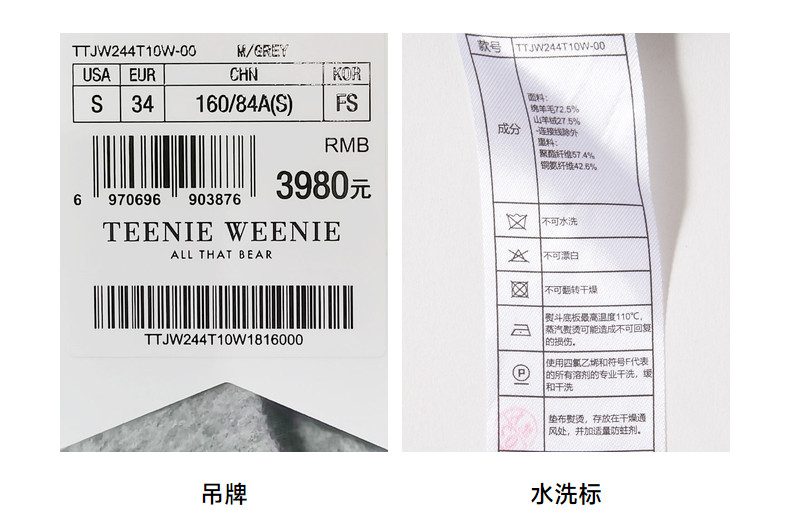 TTJW244T10W-00 M/GREY
USA EUR CHN KOR
S 34 160/84A(S) FS
RMB
3980元
6 970696 903876
TEENIE WEENIE
ALL THAT BEAR
TTJW244T10W1816000
吊牌
款号 TTJW244T10W-00
成分
面料:
绵羊毛72.5%
山羊绒27.5%
-连接线除外
里料:
聚酯纤维57.4%
铜氨纤维42.6%
不可水洗
不可漂白
不可翻转干燥
熨斗底板最高温度110℃,
蒸汽熨烫可能造成不可回复
的损伤。
P
使用四氯乙烯和符号F代表
的所有溶剂的专业干洗,缓
和干洗
垫布熨烫,存放在干燥通
风处,并加适量防蛀剂。
水洗标